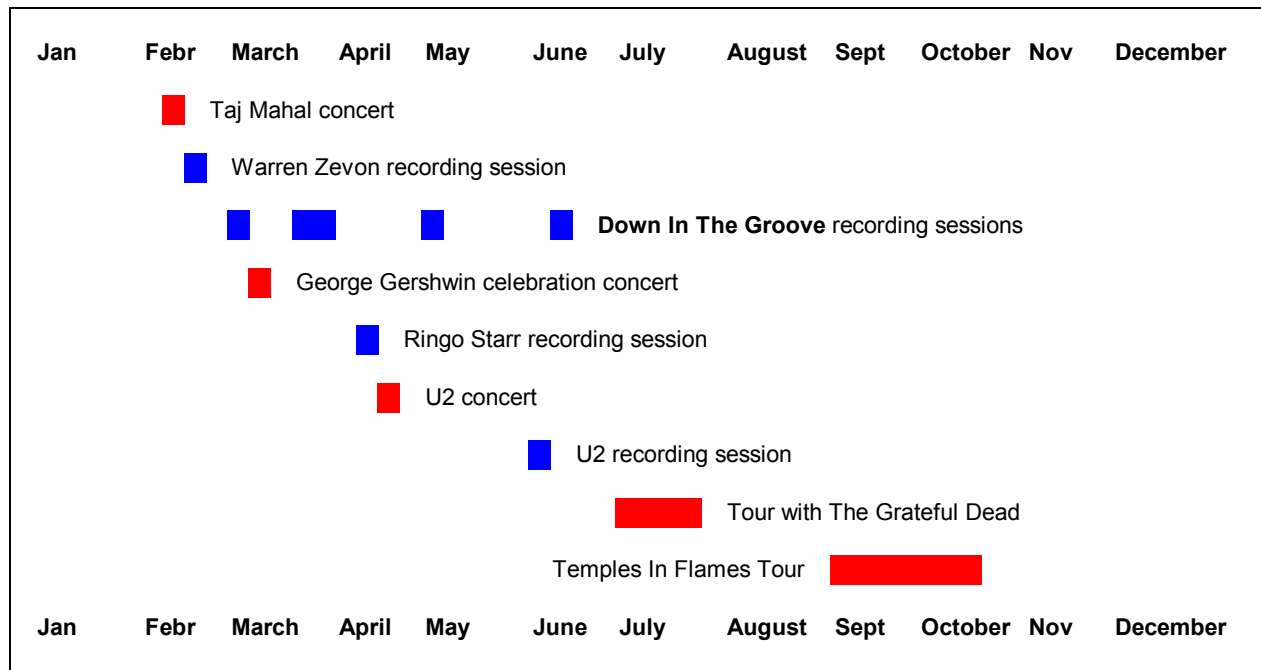 Jan Febr March April May June July August Sept October Nov December
Taj Mahal concert
Warren Zevon recording session
Down In The Groove recording sessions
George Gershwin celebration concert
Ringo Starr recording session
U2 concert
U2 recording session
Tour with The Grateful Dead
Temples In Flames Tour
Jan Febr March April May June July August Sept October Nov December